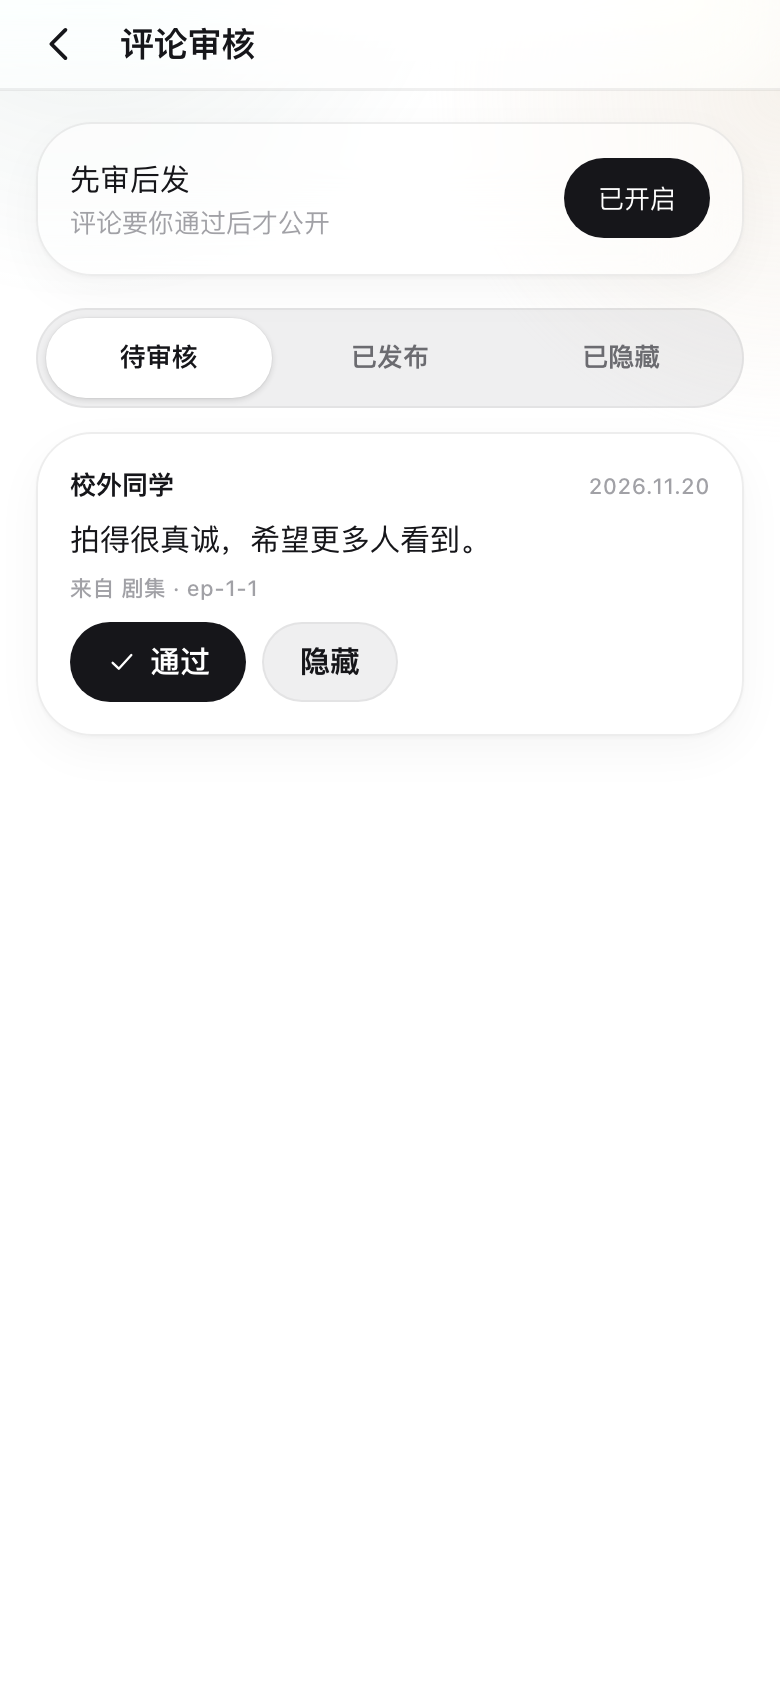 评论审核
先审后发
评论要你通过后才公开
已开启
待审核 已发布 已隐藏
校外同学 2026.11.20
拍得很真诚，希望更多人看到。
来自 剧集 · ep-1-1
通过 隐藏